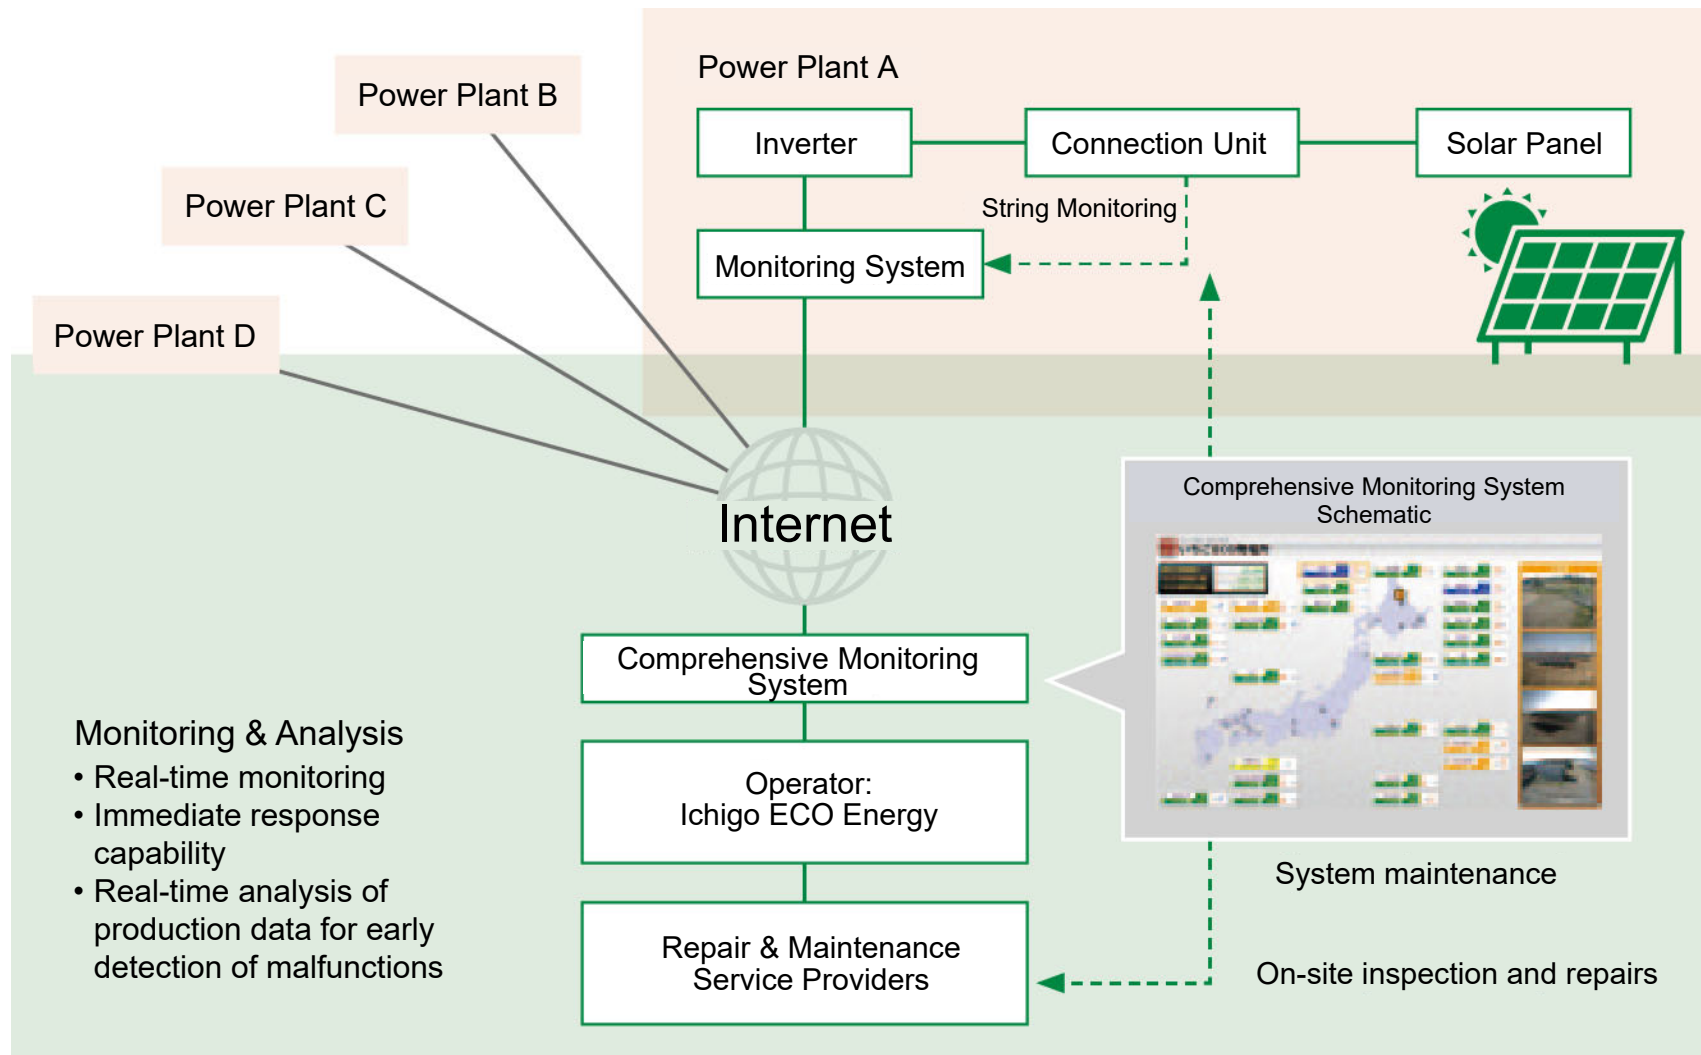 Power Plant A
Power Plant B
Inverter
Connection Unit
Solar Panel
Power Plant C
String Monitoring
Monitoring System
Power Plant D
Internet
Comprehensive Monitoring System
Schematic
Comprehensive Monitoring
System
Monitoring & Analysis
• Real-time monitoring
• Immediate response
capability
• Real-time analysis of
production data for early
detection of malfunctions
Operator:
Ichigo ECO Energy
System maintenance
Repair & Maintenance
Service Providers
On-site inspection and repairs